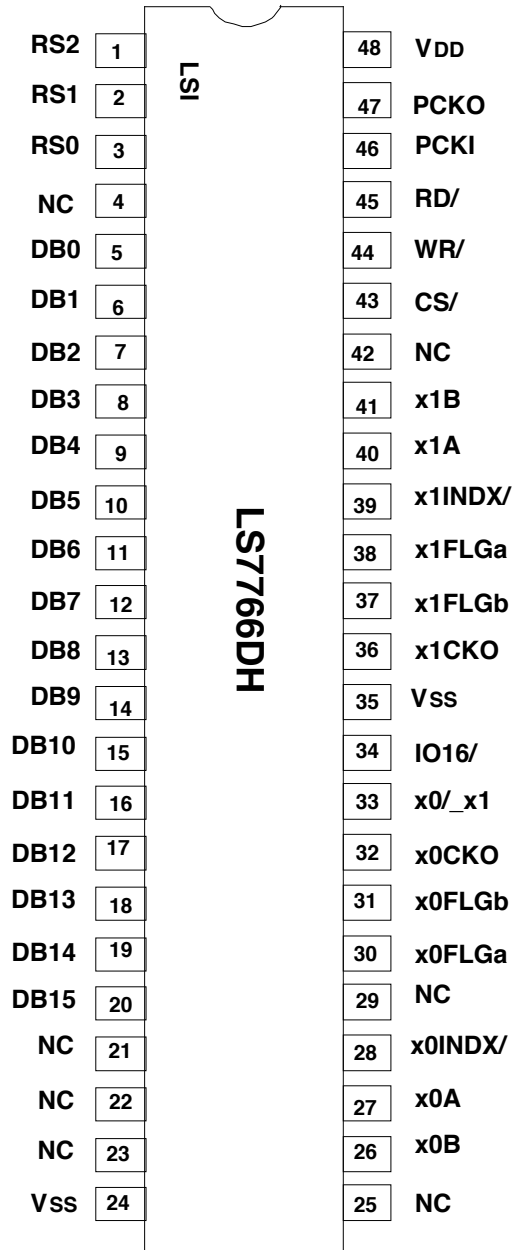 RS2 1 48 VDD
LSI
RS1 2 47 PCKO
RS0 3 46 PCKI
NC 4 45 RD/
DB0 5 44 WR/
DB1 6 43 CS/
DB2 7 42 NC
DB3 8 41 x1B
DB4 9 40 x1A
DB5 10 39 x1INDX/
DB6 11 38 x1FLGa
DB7 12 37 x1FLGb
LS7766DH
DB8 13 36 x1CKO
DB9 14 35 VSS
DB10 15 34 IO16/
DB11 16 33 x0/_x1
DB12 17 32 x0CKO
DB13 18 31 x0FLGb
DB14 19 30 x0FLGa
DB15 20 29 NC
NC 21 28 x0INDX/
NC 22 27 x0A
NC 23 26 x0B
VSS 24 25 NC